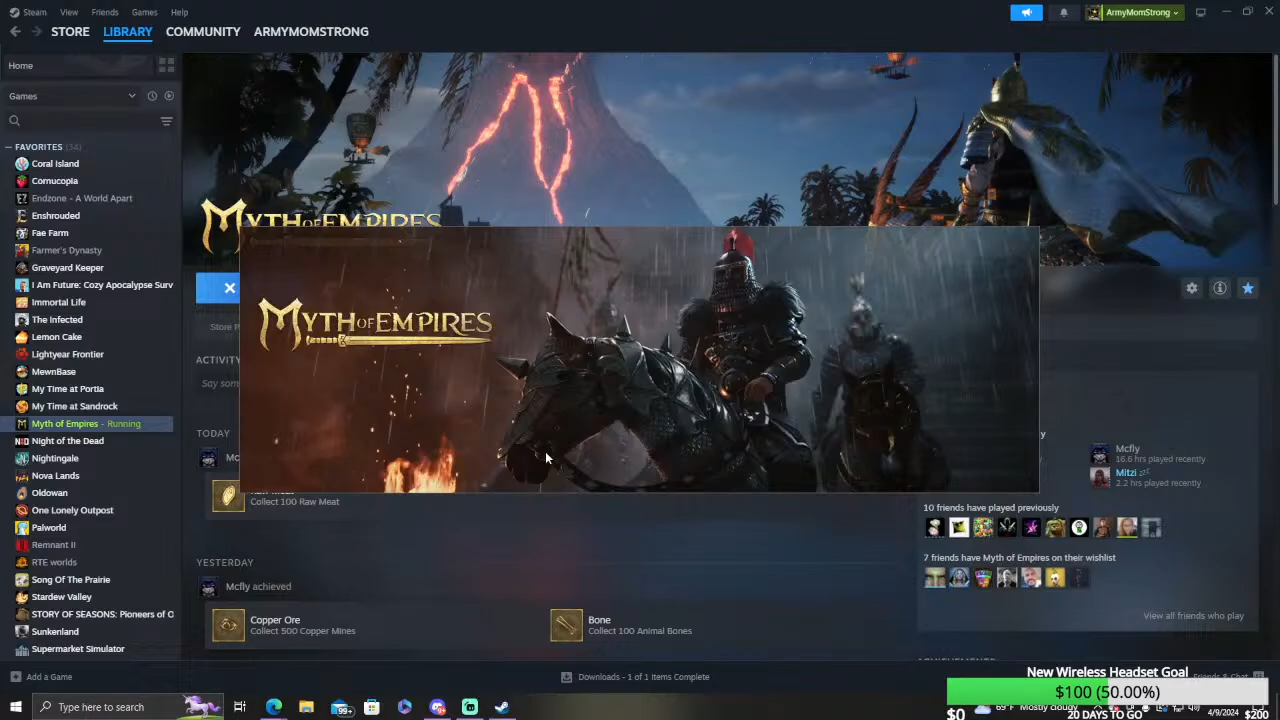 Steam View Friends Games Help
ArmyMomStrong
STORE LIBRARY COMMUNITY ARMYMOMSTRONG
Home
Games
FAVORITES (34)
Coral Island
Cornucopia
Endzone - A World Apart
Enshrouded
Fae Farm
Farmer's Dynasty
Graveyard Keeper
I Am Future: Cozy Apocalypse Surv
Immortal Life
The Infected
Lemon Cake
Lightyear Frontier
MewnBase
My Time at Portia
My Time at Sandrock
Myth of Empires - Running
Night of the Dead
Nightingale
Nova Lands
Oldowan
One Lonely Outpost
Palworld
Remnant II
RTE worlds
Song Of The Prairie
Stardew Valley
STORY OF SEASONS: Pioneers of O
Sunkenland
Supermarket Simulator
Add a Game
MYTH OF EMPIRES
MYTH OF EMPIRES
Store P
ACTIVITY
Say som
TODAY
Mc
Collect 100 Raw Meat
YESTERDAY
Mcfly achieved
Copper Ore
Collect 500 Copper Mines
Bone
Collect 100 Animal Bones
Mcfly
16.6 hrs played recently
Mitzi
2.2 hrs played recently
10 friends have played previously
7 friends have Myth of Empires on their wishlist
View all friends who play
Downloads - 1 of 1 Items Complete
Friends & Chat
New Wireless Headset Goal
$100 (50.00%)
$0 20 DAYS TO GO $200
Type here to search
99+
69°F Mostly cloudy
4/9/2024